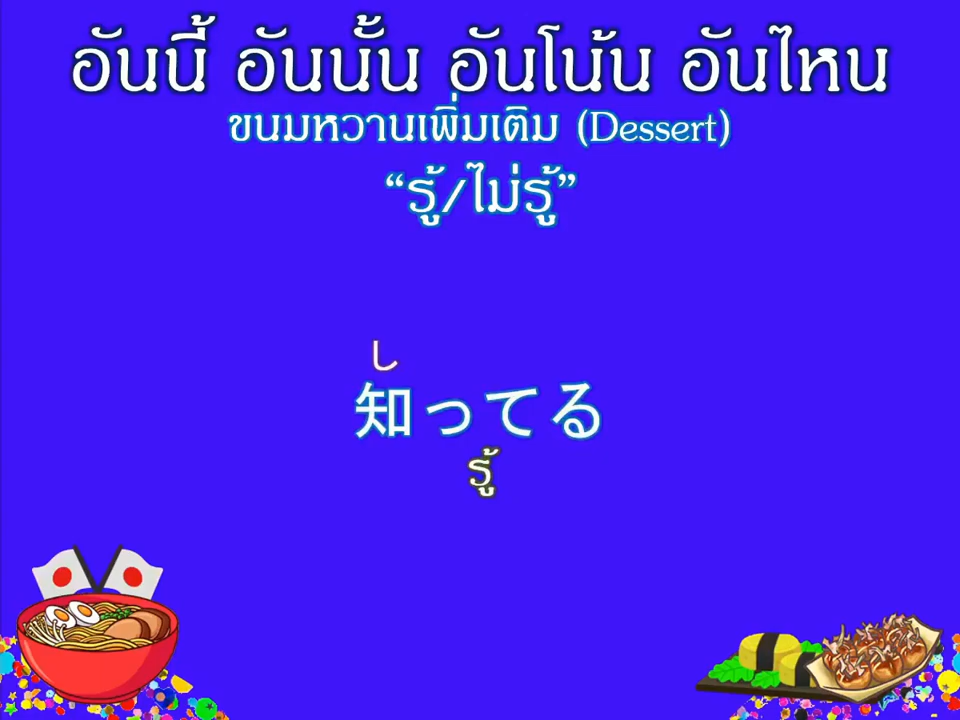 อันนี้ อันนั้น อันโน้น อันไหน
ขนมหวานเพิ่มเติม (Dessert)
“รู้/ไม่รู้”
し
知ってる
รู้